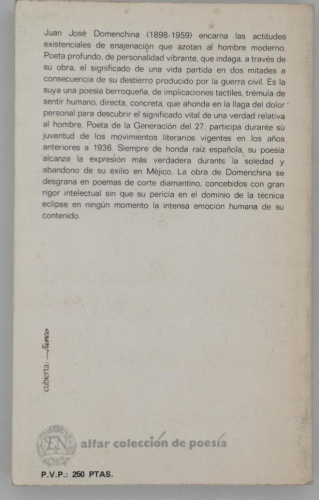 Juan José Domenchina (1898-1959) encarna las actitudes
existenciales de enajenación que azotan al hombre moderno.
Poeta profundo, de personalidad vibrante, que indaga, a través de
su obra, el significado de una vida partida en dos mitades a
consecuencia de su destierro producido por la guerra civil. Es la
suya una poesía berroqueña, de implicaciones tactiles, trémula de
sentir humano, directa, concreta, que ahonda en la llaga del dolor
personal para descubrir el significado vital de una verdad relativa
al hombre. Poeta de la Generación del 27, participa durante su
juventud de los movimientos literarios vigentes en los años
anteriores a 1936. Siempre de honda raíz española, su poesía
alcanza la expresión más verdadera durante la soledad y
abandono de su exilio en Méjico. La obra de Domenchina se
desgrana en poemas de corte diamantino, concebidos con gran
rigor intelectual sin que su pericia en el dominio de la técnica
eclipse en ningún momento la intensa emoción humana de su
contenido.
cubierta:
EN
alfar colección de poesía
P.V.P.: 250 PTAS.